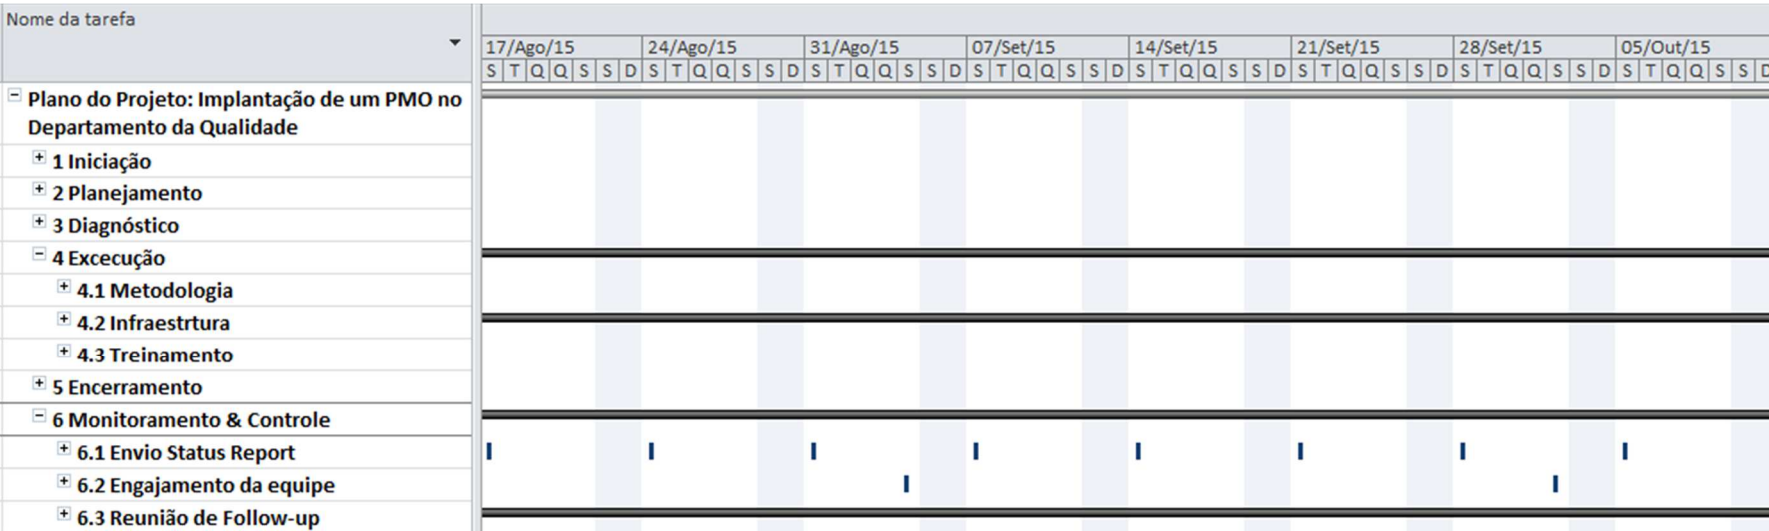 Nome da tarefa
17/Ago/15 24/Ago/15 31/Ago/15 07/Set/15 14/Set/15 21/Set/15 28/Set/15 05/Out/15
S T Q Q S S D S T Q Q S S D S T Q Q S S D S T Q Q S S D S T Q Q S S D S T Q Q S S D S T Q Q S S D S T Q Q S S D
Plano do Projeto: Implantação de um PMO no
Departamento da Qualidade
1 Iniciação
2 Planejamento
3 Diagnóstico
4 Excecução
4.1 Metodologia
4.2 Infraestrtura
4.3 Treinamento
5 Encerramento
6 Monitoramento & Controle
6.1 Envio Status Report
6.2 Engajamento da equipe
6.3 Reunião de Follow-up